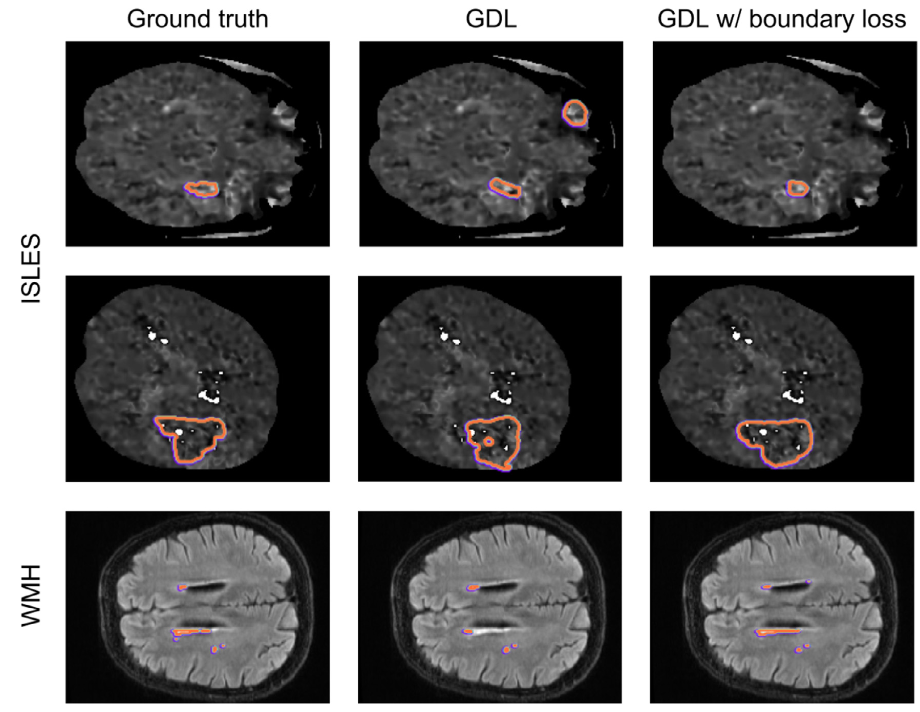 Ground truth
GDL
GDL w/ boundary loss
ISLES
WMH